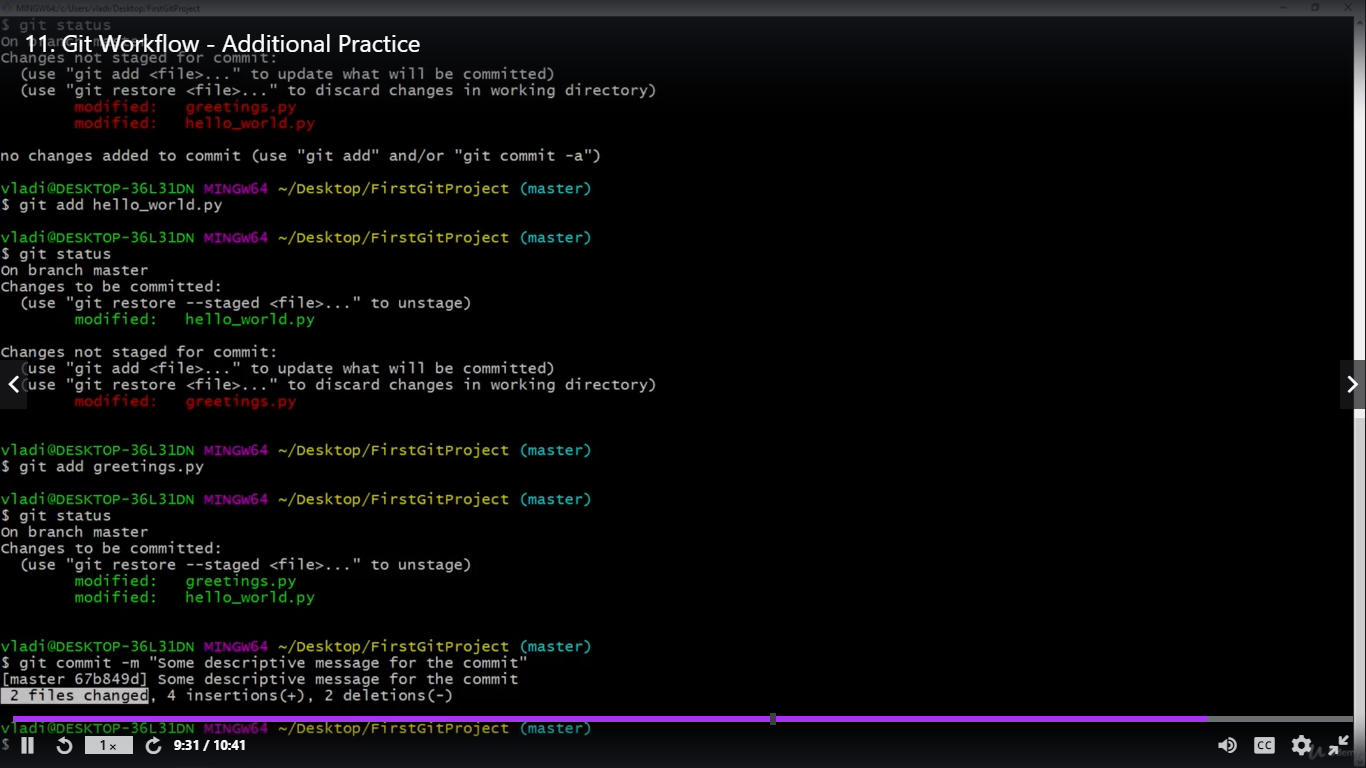 MINGW64:/c/Users/vladi/Desktop/FirstGitProject
$ git status
On branch master
11. Git Workflow - Additional Practice
Changes not staged for commit:
(use "git add <file>..." to update what will be committed)
(use "git restore <file>..." to discard changes in working directory)
modified: greetings.py
modified: hello_world.py
no changes added to commit (use "git add" and/or "git commit -a")
vladi@DESKTOP-36L31DN MINGW64 ~/Desktop/FirstGitProject (master)
$ git add hello_world.py
vladi@DESKTOP-36L31DN MINGW64 ~/Desktop/FirstGitProject (master)
$ git status
On branch master
Changes to be committed:
(use "git restore --staged <file>..." to unstage)
modified: hello_world.py
Changes not staged for commit:
(use "git add <file>..." to update what will be committed)
(use "git restore <file>..." to discard changes in working directory)
modified: greetings.py
vladi@DESKTOP-36L31DN MINGW64 ~/Desktop/FirstGitProject (master)
$ git add greetings.py
vladi@DESKTOP-36L31DN MINGW64 ~/Desktop/FirstGitProject (master)
$ git status
On branch master
Changes to be committed:
(use "git restore --staged <file>..." to unstage)
modified: greetings.py
modified: hello_world.py
vladi@DESKTOP-36L31DN MINGW64 ~/Desktop/FirstGitProject (master)
$ git commit -m "Some descriptive message for the commit"
[master 67b849d] Some descriptive message for the commit
2 files changed, 4 insertions(+), 2 deletions(-)
vladi@DESKTOP-36L31DN MINGW64 ~/Desktop/FirstGitProject (master)
$
1x 9:31 / 10:41 CC